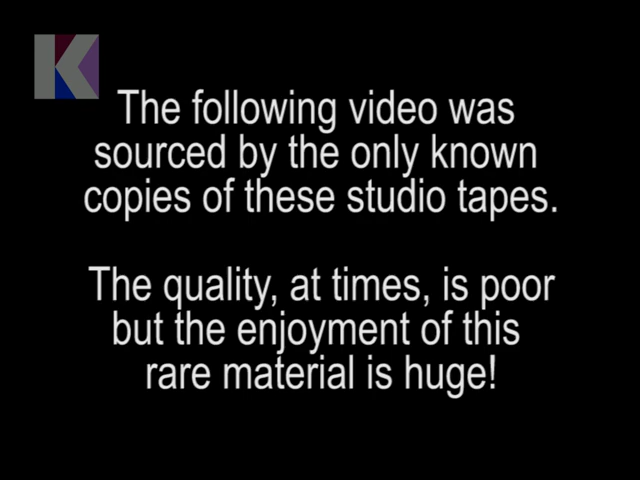 K
The following video was
sourced by the only known
copies of these studio tapes.
The quality, at times, is poor
but the enjoyment of this
rare material is huge!